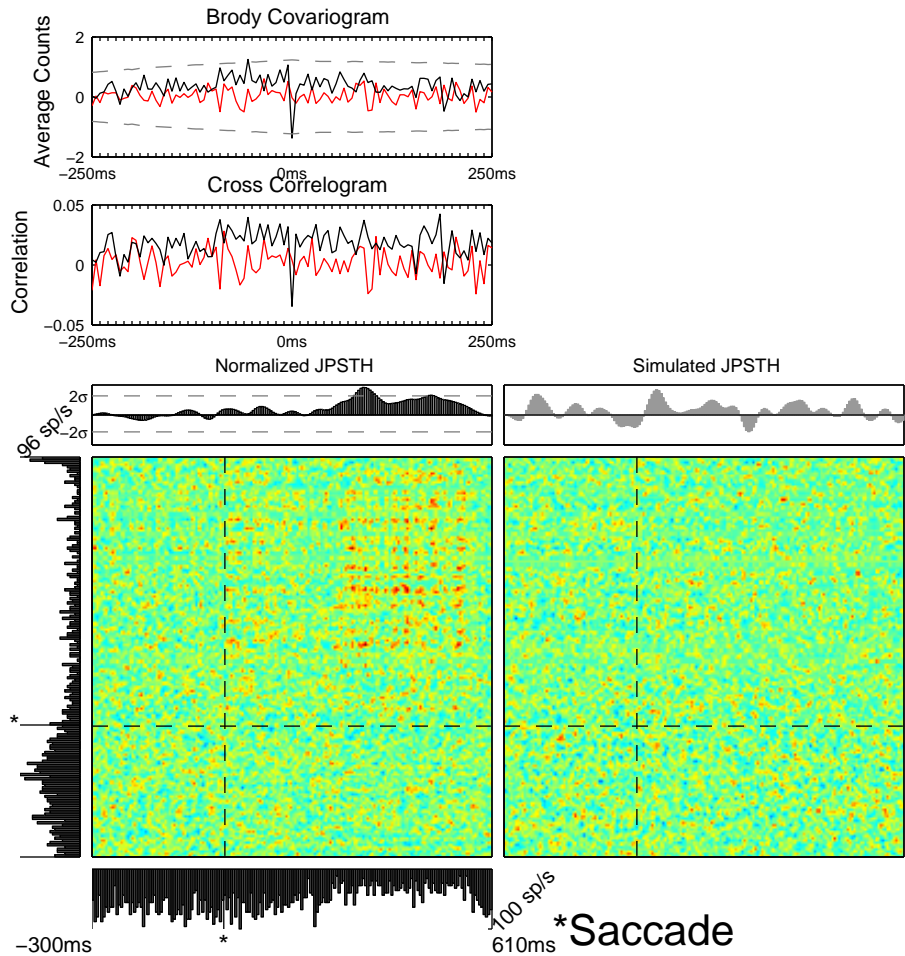 Brody Covariogram
Average Counts
2
0
−2
−250ms 0ms 250ms
Cross Correlogram
Correlation
0.05
0
−0.05
−250ms 0ms 250ms
Normalized JPSTH
Simulated JPSTH
2σ
−2σ
96 sp/s
*
100 sp/s
*
−300ms
610ms
*Saccade